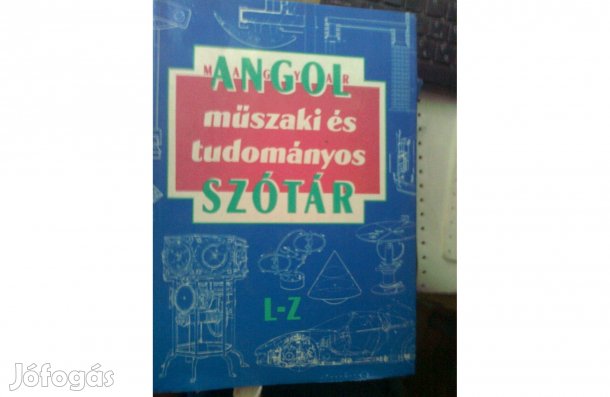 MAGYAR
ANGOL
műszaki és
tudományos
SZÓTÁR
L-Z
Jófogás